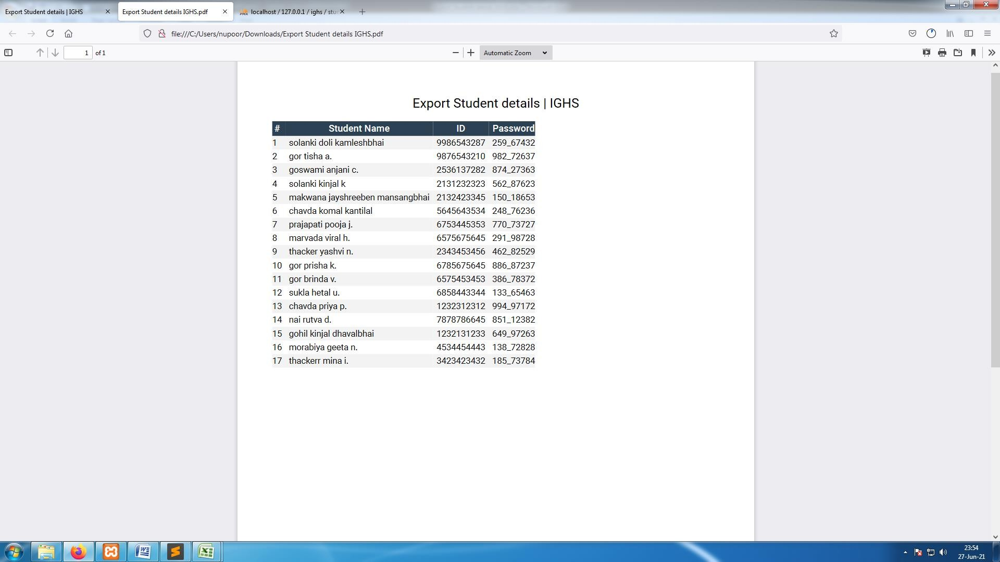 Export Student details | IGHS
Export Student details IGHS.pdf
localhost / 127.0.0.1 / ighs / stu
file:///C:/Users/nupoor/Downloads/Export Student details IGHS.pdf
1 of 1
Automatic Zoom
Export Student details | IGHS
# Student Name ID Password
1 solanki doli kamleshbhai 9986543287 259_67432
2 gor tisha a. 9876543210 982_72637
3 goswami anjani c. 2536137282 874_27363
4 solanki kinjal k 2131232323 562_87623
5 makwana jayshreeben mansangbhai 2132423345 150_18653
6 chavda komal kantilal 5645643534 248_76236
7 prajapati pooja j. 6753445353 770_73727
8 marvada viral h. 6575675645 291_98728
9 thacker yashvi n. 2343453456 462_82529
10 gor prisha k. 6785675645 886_87237
11 gor brinda v. 6575453453 386_78372
12 sukla hetal u. 6858443344 133_65463
13 chavda priya p. 1232312312 994_97172
14 nai rutva d. 7878786645 851_12382
15 gohil kinjal dhavalbhai 1232131233 649_97263
16 morabiya geeta n. 4534454443 138_72828
17 thackerr mina i. 3423423432 185_73784
23:54
27-Jun-21